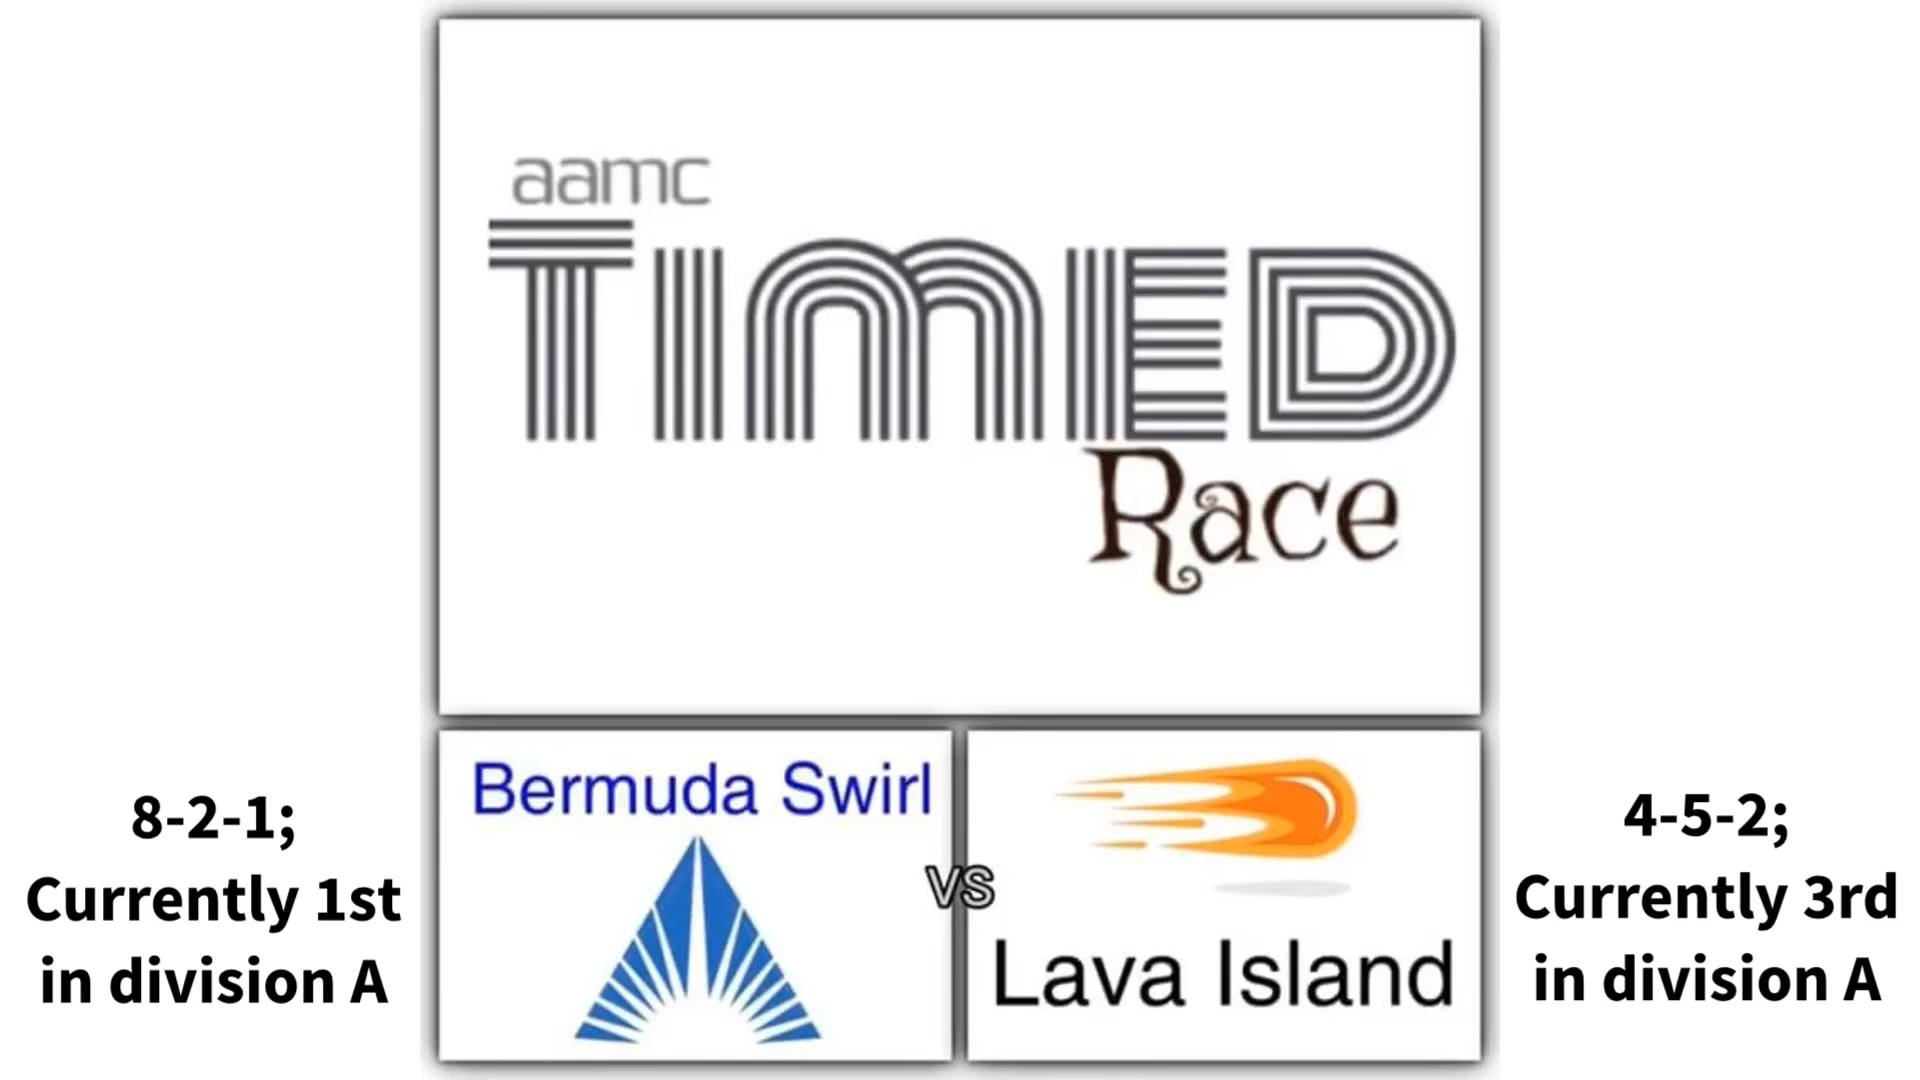 aamc
TIMED
Race
Bermuda Swirl
vs
Lava Island
8-2-1;
Currently 1st
in division A
4-5-2;
Currently 3rd
in division A